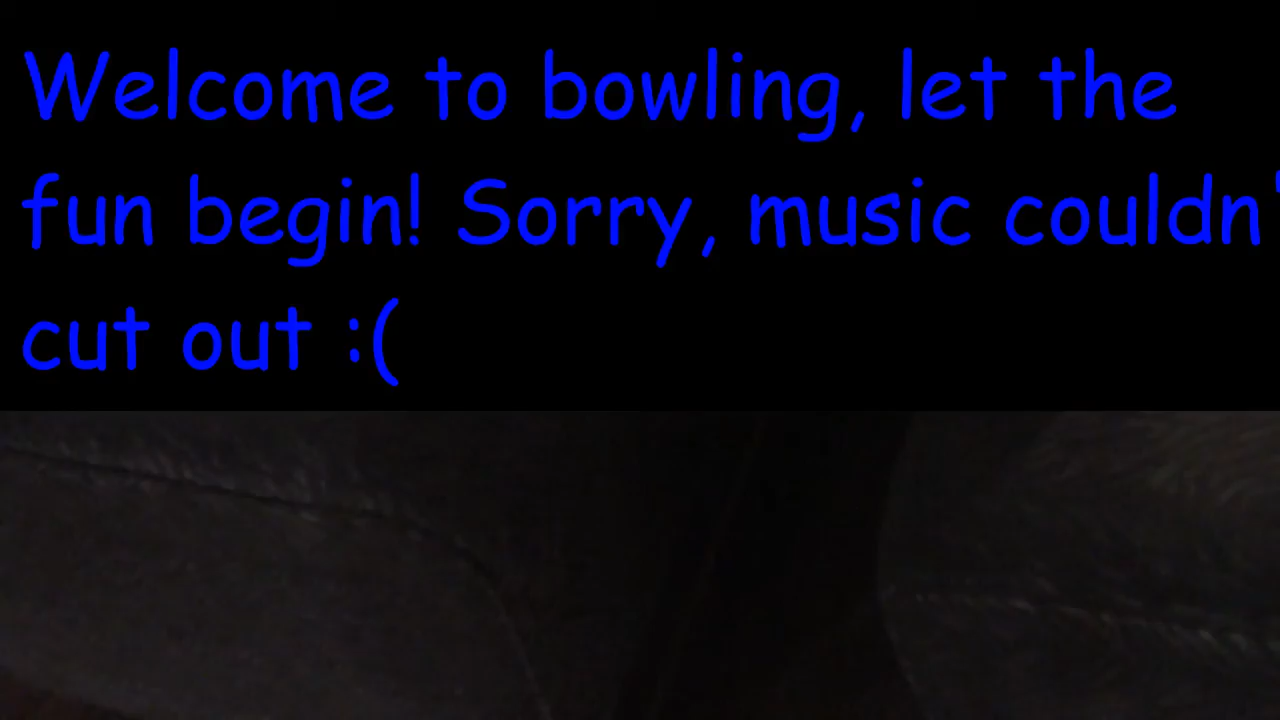 Welcome to bowling, let the
fun begin! Sorry, music couldn'
cut out :(